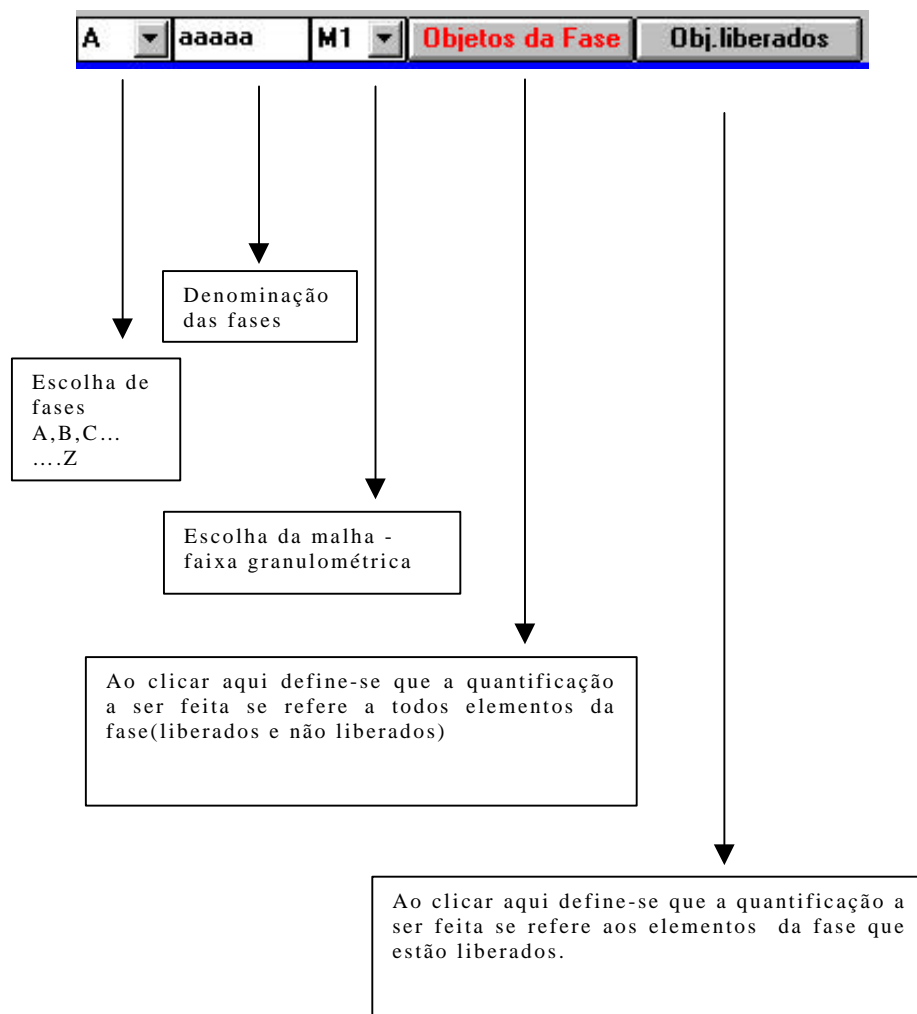 A aaaaa M1 Objetos da Fase Obj.liberados
Denominação
das fases
Escolha de
fases
A,B,C...
....Z
Escolha da malha -
faixa granulométrica
Ao clicar aqui define-se que a quantificação
a ser feita se refere a todos elementos da
fase(liberados e não liberados)
Ao clicar aqui define-se que a quantificação a
ser feita se refere aos elementos da fase que
estão liberados.